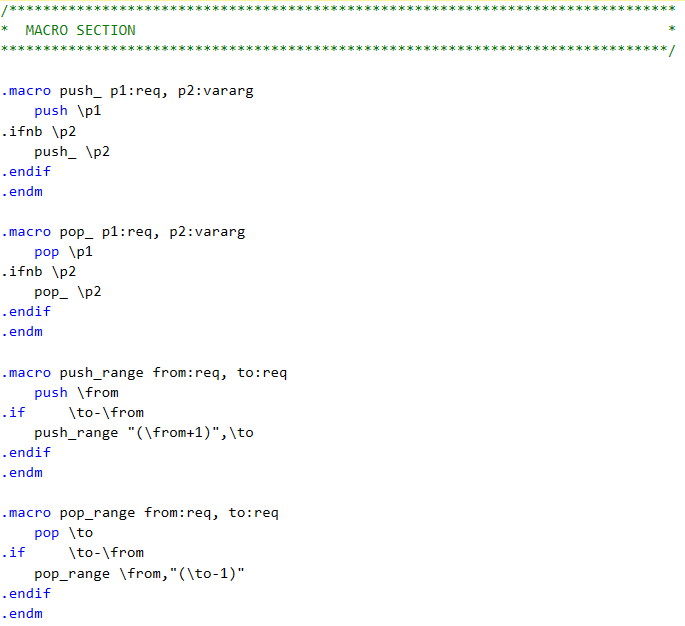 /*******************************************************************************
*  MACRO SECTION                                                               *
*******************************************************************************/
.macro push_ p1:req, p2:vararg
    push \p1
.ifnb \p2
    push_ \p2
.endif
.endm
.macro pop_ p1:req, p2:vararg
    pop \p1
.ifnb \p2
    pop_ \p2
.endif
.endm
.macro push_range from:req, to:req
    push \from
.if     \to-\from
    push_range "(\from+1)",\to
.endif
.endm
.macro pop_range from:req, to:req
    pop \to
.if     \to-\from
    pop_range \from,"(\to-1)"
.endif
.endm